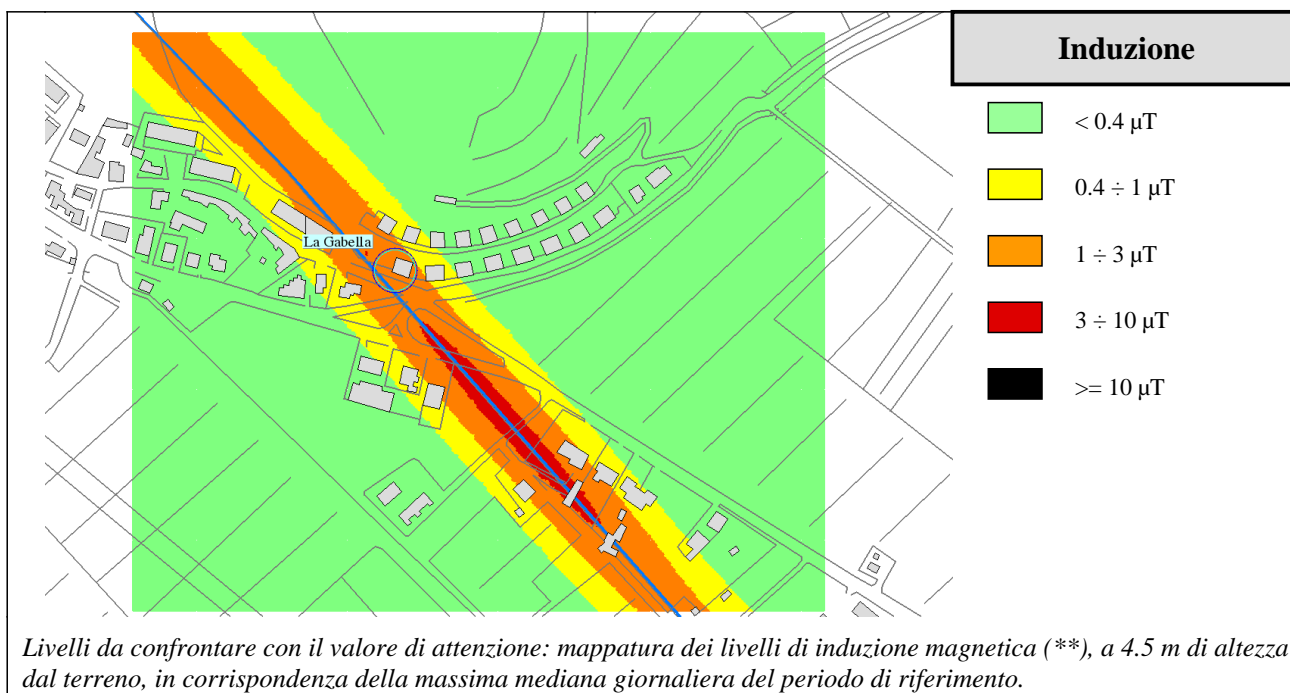 Induzione
< 0.4 µT
0.4 ÷ 1 µT
1 ÷ 3 µT
3 ÷ 10 µT
>= 10 µT
La Gabella
Livelli da confrontare con il valore di attenzione: mappatura dei livelli di induzione magnetica (**), a 4.5 m di altezza
dal terreno, in corrispondenza della massima mediana giornaliera del periodo di riferimento.